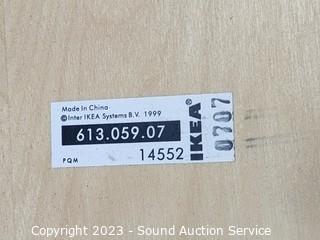 Made in China
©Inter IKEA Systems B.V. 1999
613.059.07
PQM 14552
IKEA®
0707
Copyright 2023 - Sound Auction Service